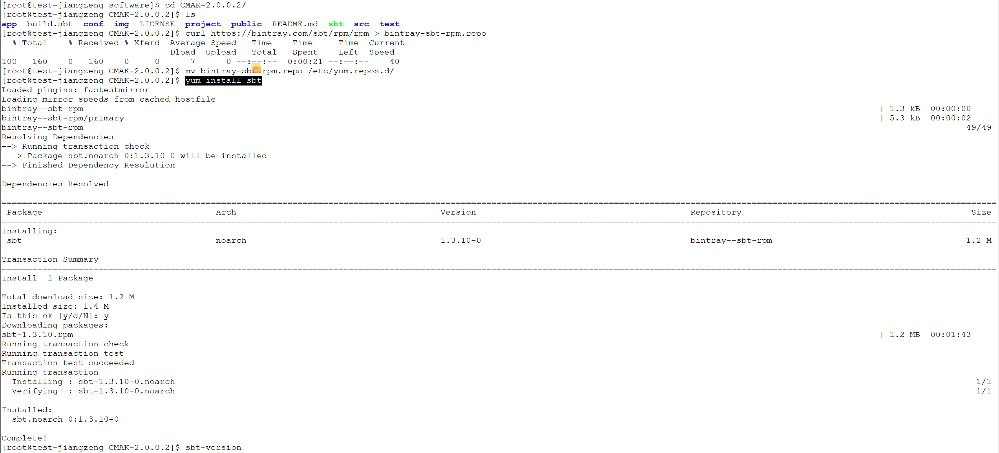 [root@test-jiangzeng software]$ cd CMAK-2.0.0.2/
[root@test-jiangzeng CMAK-2.0.0.2]$ ls
app  build.sbt  conf  img  LICENSE  project  public  README.md  sbt  src  test
[root@test-jiangzeng CMAK-2.0.0.2]$ curl https://bintray.com/sbt/rpm/rpm > bintray-sbt-rpm.repo
  % Total    % Received % Xferd  Average Speed   Time    Time     Time  Current
                                 Dload  Upload   Total   Spent    Left  Speed
100   160    0   160    0     0      7      0 --:--:--  0:00:21 --:--:--    40
[root@test-jiangzeng CMAK-2.0.0.2]$ mv bintray-sbt-rpm.repo /etc/yum.repos.d/
[root@test-jiangzeng CMAK-2.0.0.2]$ yum install sbt
Loaded plugins: fastestmirror
Loading mirror speeds from cached hostfile
bintray--sbt-rpm | 1.3 kB  00:00:00
bintray--sbt-rpm/primary | 5.3 kB  00:00:02
bintray--sbt-rpm 49/49
Resolving Dependencies
--> Running transaction check
---> Package sbt.noarch 0:1.3.10-0 will be installed
--> Finished Dependency Resolution
Dependencies Resolved
Package Arch Version Repository Size
Installing:
sbt noarch 1.3.10-0 bintray--sbt-rpm 1.2 M
Transaction Summary
Install  1 Package
Total download size: 1.2 M
Installed size: 1.4 M
Is this ok [y/d/N]: y
Downloading packages:
sbt-1.3.10.rpm | 1.2 MB  00:01:43
Running transaction check
Running transaction test
Transaction test succeeded
Running transaction
  Installing : sbt-1.3.10-0.noarch 1/1
  Verifying  : sbt-1.3.10-0.noarch 1/1
Installed:
  sbt.noarch 0:1.3.10-0
Complete!
[root@test-jiangzeng CMAK-2.0.0.2]$ sbt-version